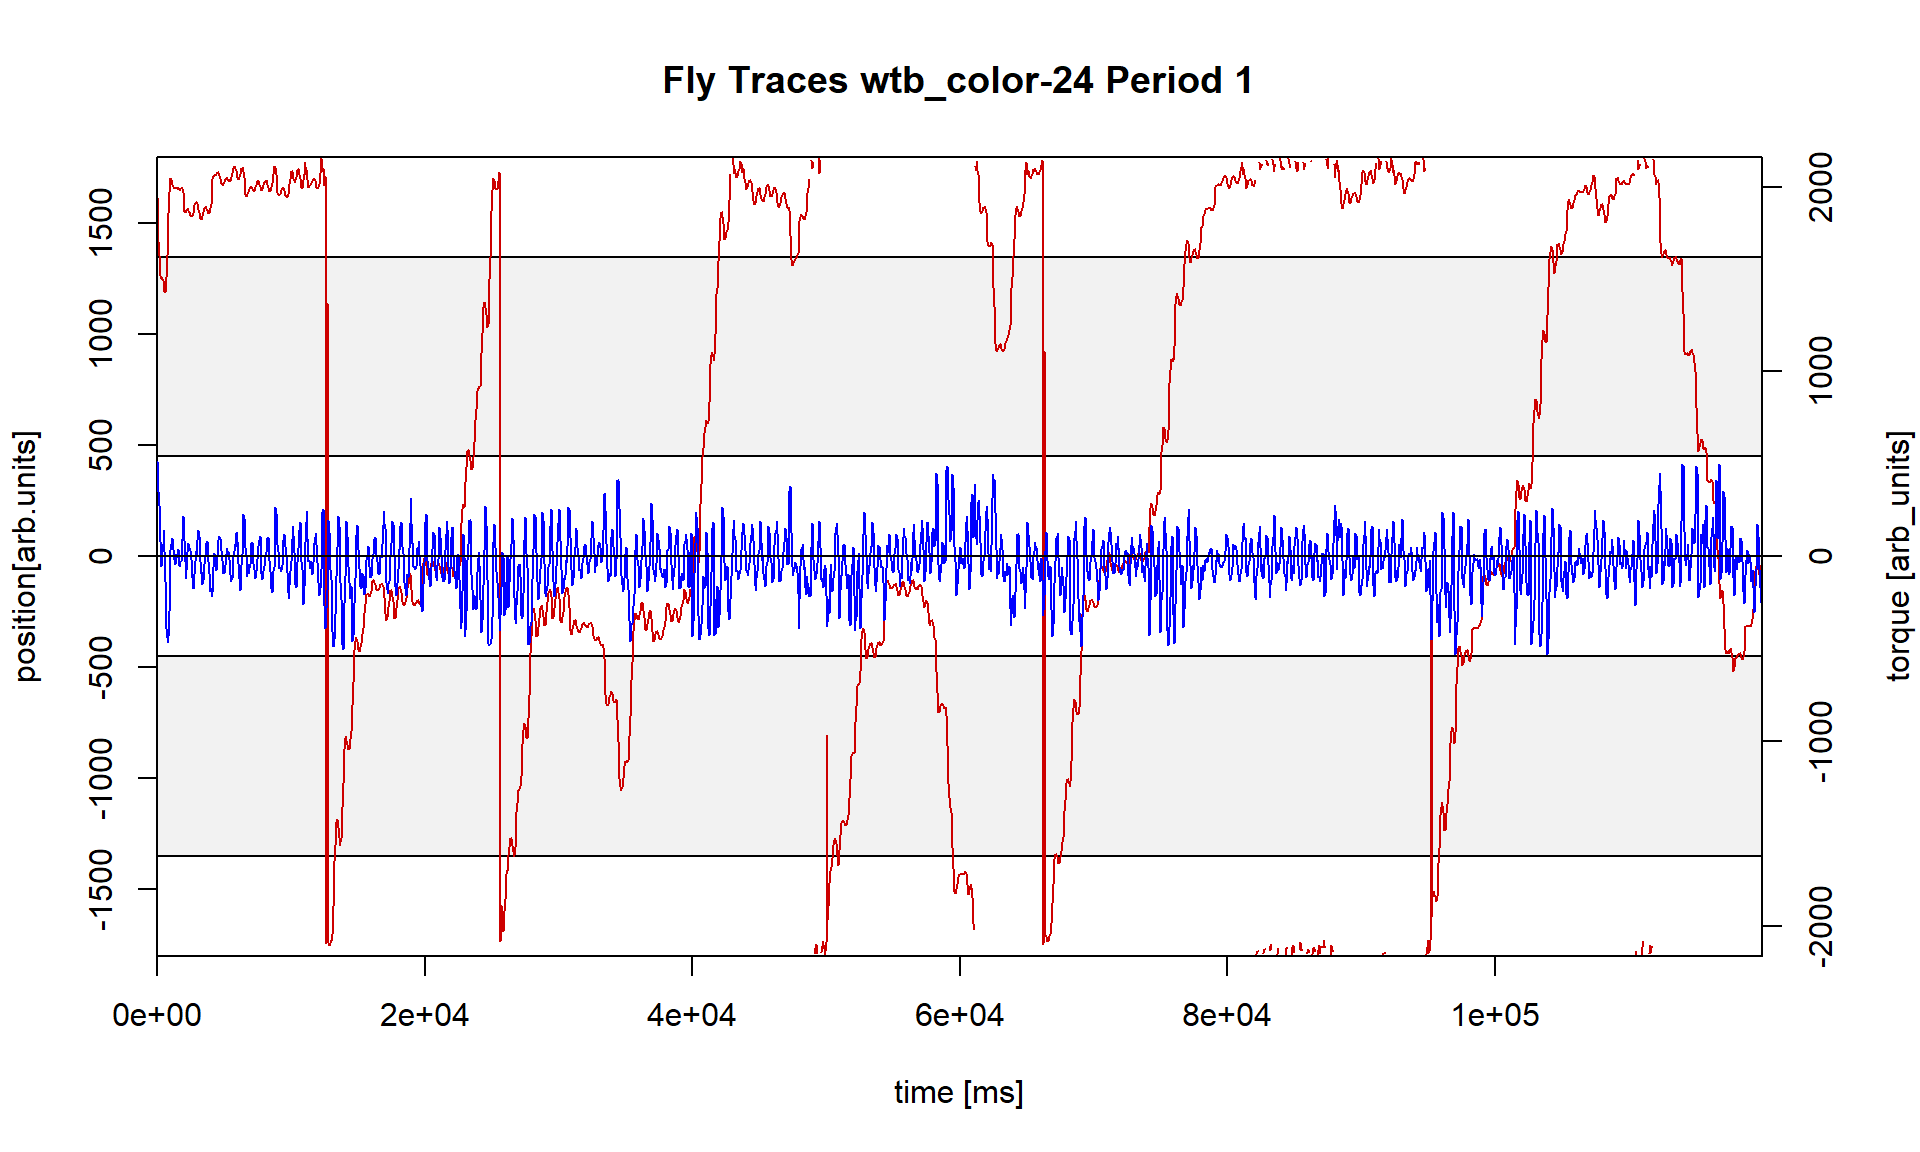 Fly Traces wtb_color-24 Period 1
position[arb.units]
1500
1000
500
0
-500
-1000
-1500
2000
1000
0
-1000
-2000
torque [arb_units]
0e+00 2e+04 4e+04 6e+04 8e+04 1e+05
time [ms]